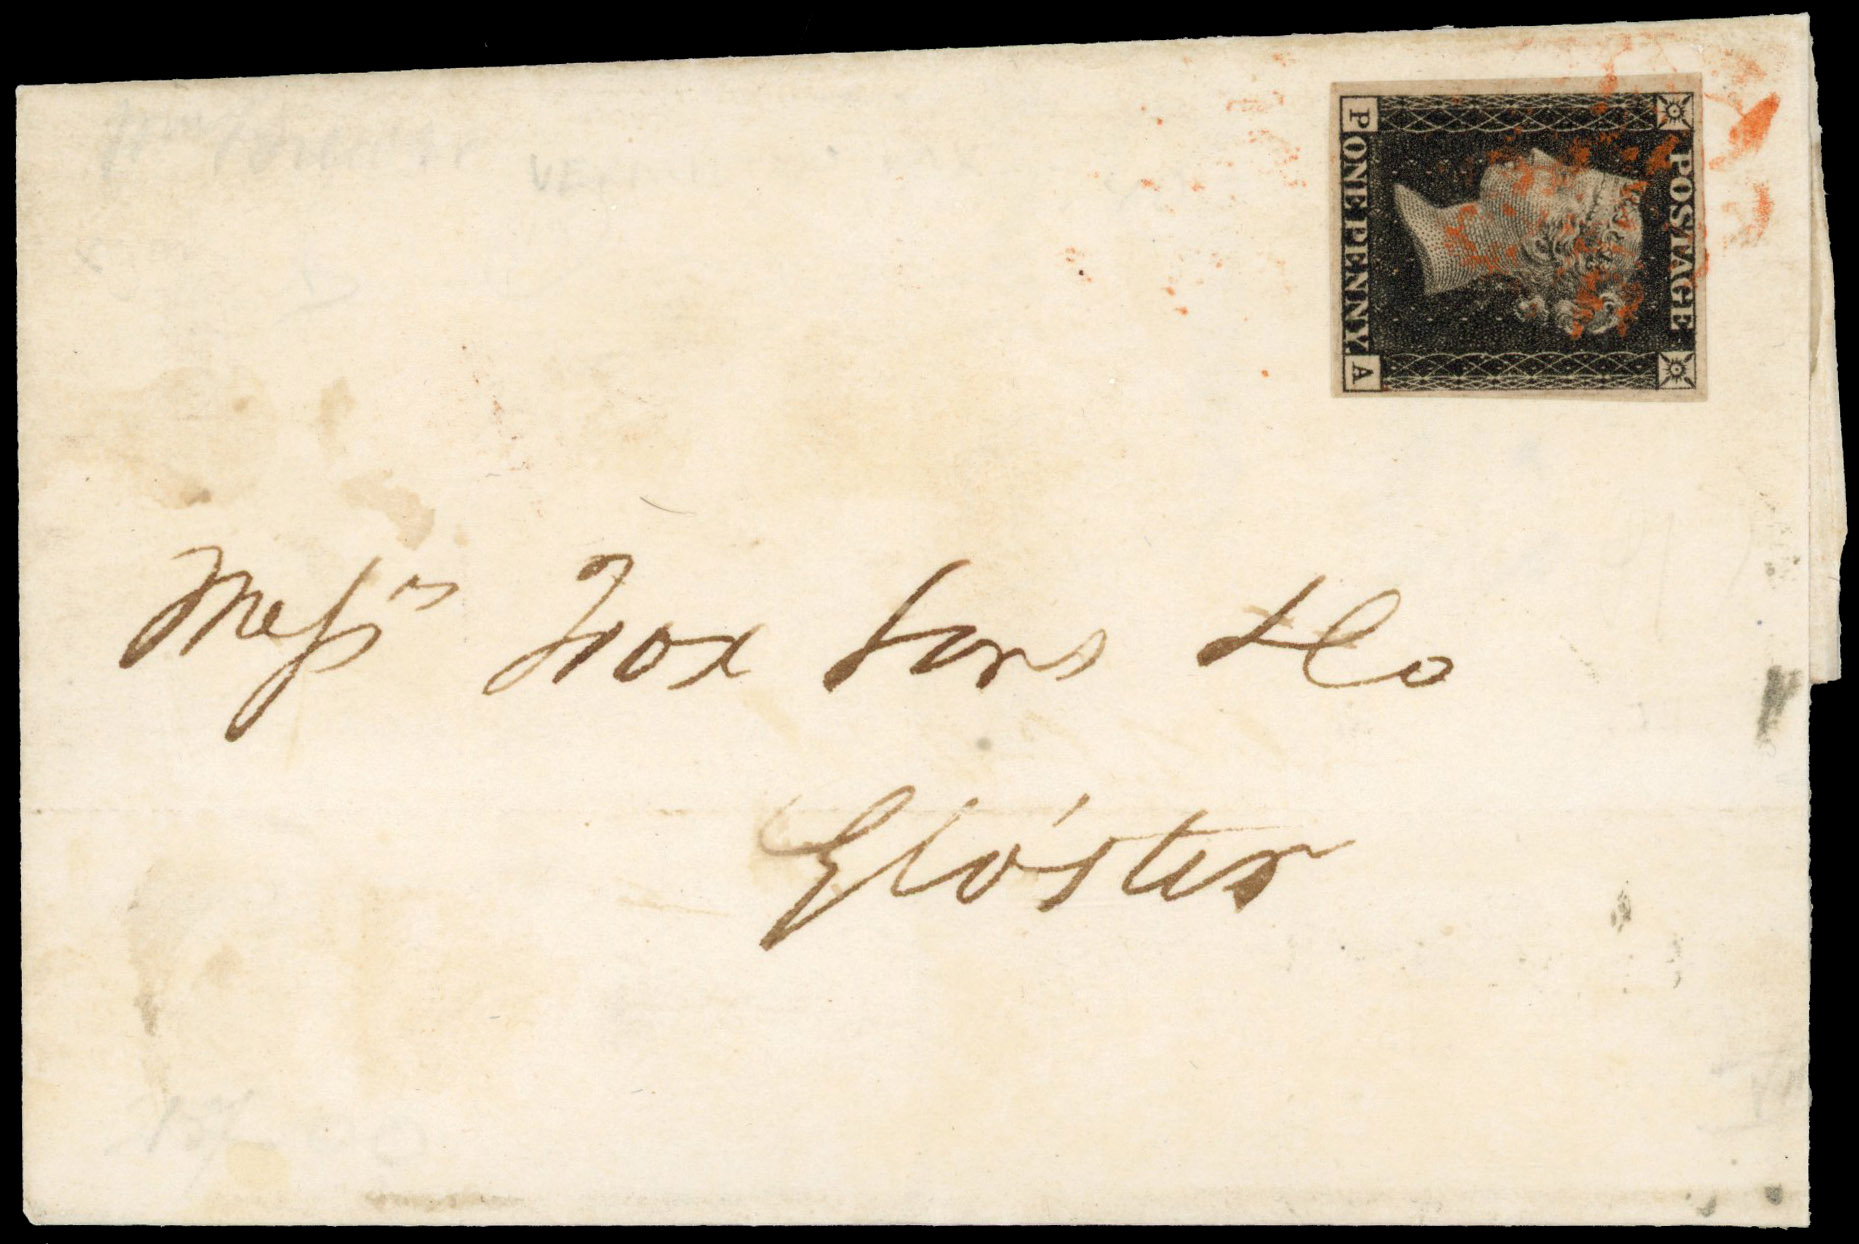 POSTAGE
P ONE PENNY A
Messrs Fox Sons & Co
Gloster